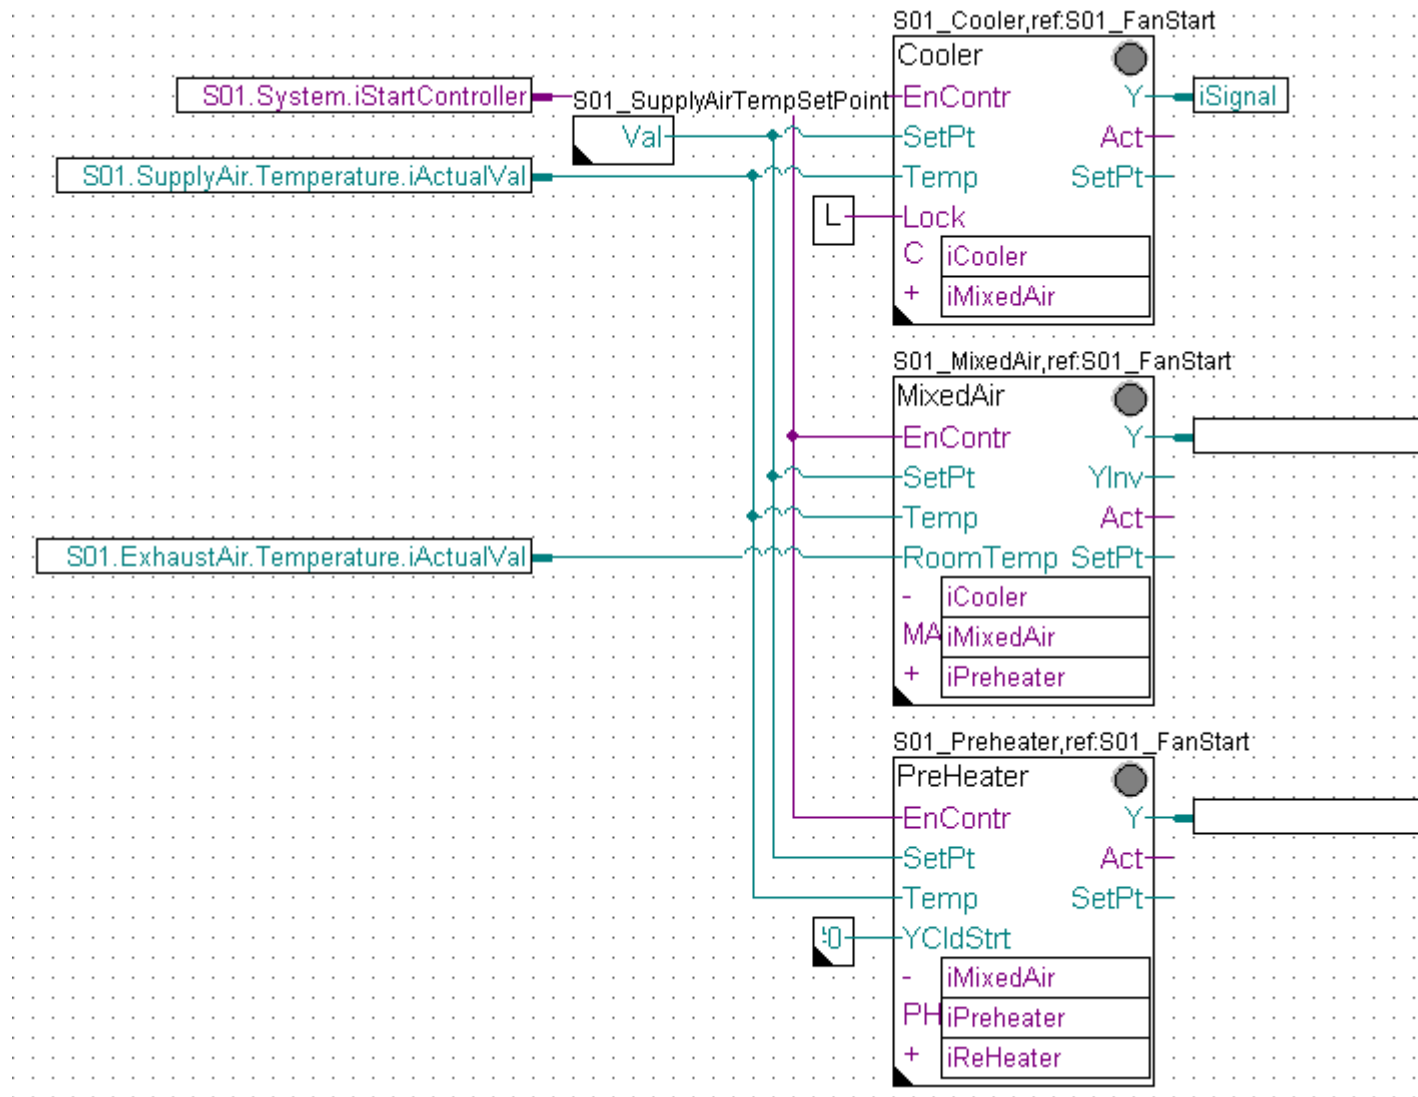 S01_Cooler,ref:S01_FanStart
Cooler
S01.System.iStartController
S01_SupplyAirTempSetPoint
EnContr
Y
iSignal
Val
SetPt
Act
S01.SupplyAir.Temperature.iActualVal
Temp
SetPt
L
Lock
C
iCooler
+
iMixedAir
S01_MixedAir,ref:S01_FanStart
MixedAir
EnContr
Y
SetPt
YInv
Temp
Act
S01.ExhaustAir.Temperature.iActualVal
RoomTemp
SetPt
-
iCooler
MA
iMixedAir
+
iPreheater
S01_Preheater,ref:S01_FanStart
PreHeater
EnContr
Y
SetPt
Act
Temp
SetPt
YCldStrt
-
iMixedAir
PH
iPreheater
+
iReHeater